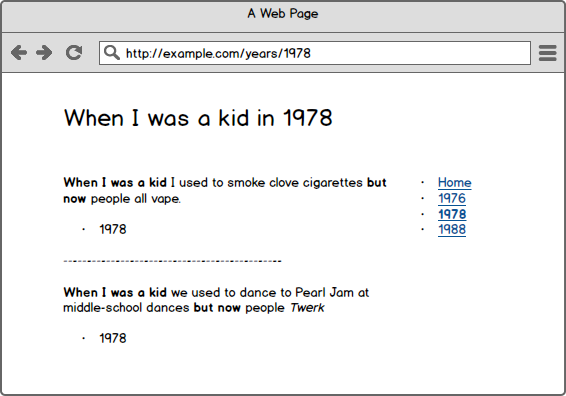 A Web Page
http://example.com/years/1978
When I was a kid in 1978
When I was a kid I used to smoke clove cigarettes but
now people all vape.
• 1978
----------------------------------------------
When I was a kid we used to dance to Pearl Jam at
middle-school dances but now people Twerk
• 1978
• Home
• 1976
• 1978
• 1988